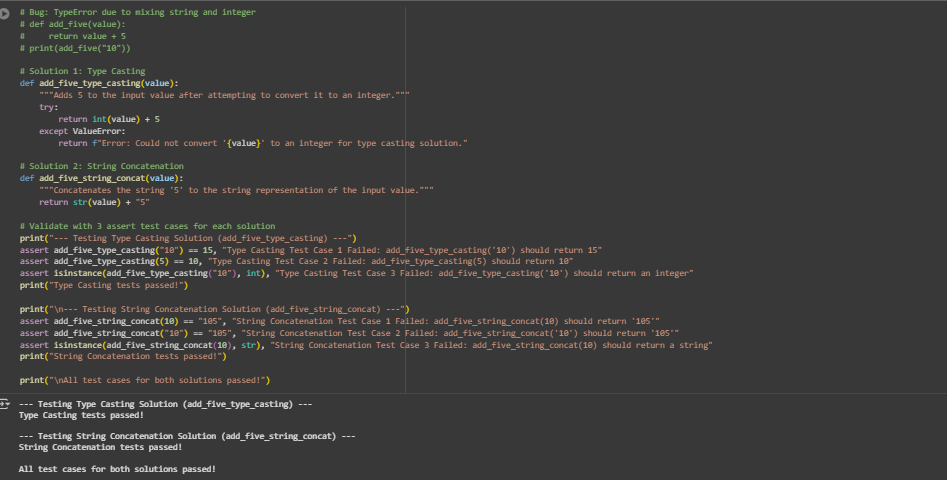 # Bug: TypeError due to mixing string and integer
# def add_five(value):
#     return value + 5
# print(add_five("10"))

# Solution 1: Type Casting
def add_five_type_casting(value):
    """Adds 5 to the input value after attempting to convert it to an integer."""
    try:
        return int(value) + 5
    except ValueError:
        return f"Error: Could not convert '{value}' to an integer for type casting solution."

# Solution 2: String Concatenation
def add_five_string_concat(value):
    """Concatenates the string '5' to the string representation of the input value."""
    return str(value) + "5"

# Validate with 3 assert test cases for each solution
print("--- Testing Type Casting Solution (add_five_type_casting) ---")
assert add_five_type_casting("10") == 15, "Type Casting Test Case 1 Failed: add_five_type_casting('10') should return 15"
assert add_five_type_casting(5) == 10, "Type Casting Test Case 2 Failed: add_five_type_casting(5) should return 10"
assert isinstance(add_five_type_casting("10"), int), "Type Casting Test Case 3 Failed: add_five_type_casting('10') should return an integer"
print("Type Casting tests passed!")

print("\n--- Testing String Concatenation Solution (add_five_string_concat) ---")
assert add_five_string_concat(10) == "105", "String Concatenation Test Case 1 Failed: add_five_string_concat(10) should return '105'"
assert add_five_string_concat("10") == "105", "String Concatenation Test Case 2 Failed: add_five_string_concat('10') should return '105'"
assert isinstance(add_five_string_concat(10), str), "String Concatenation Test Case 3 Failed: add_five_string_concat(10) should return a string"
print("String Concatenation tests passed!")

print("\nAll test cases for both solutions passed!")

--- Testing Type Casting Solution (add_five_type_casting) ---
Type Casting tests passed!

--- Testing String Concatenation Solution (add_five_string_concat) ---
String Concatenation tests passed!

All test cases for both solutions passed!